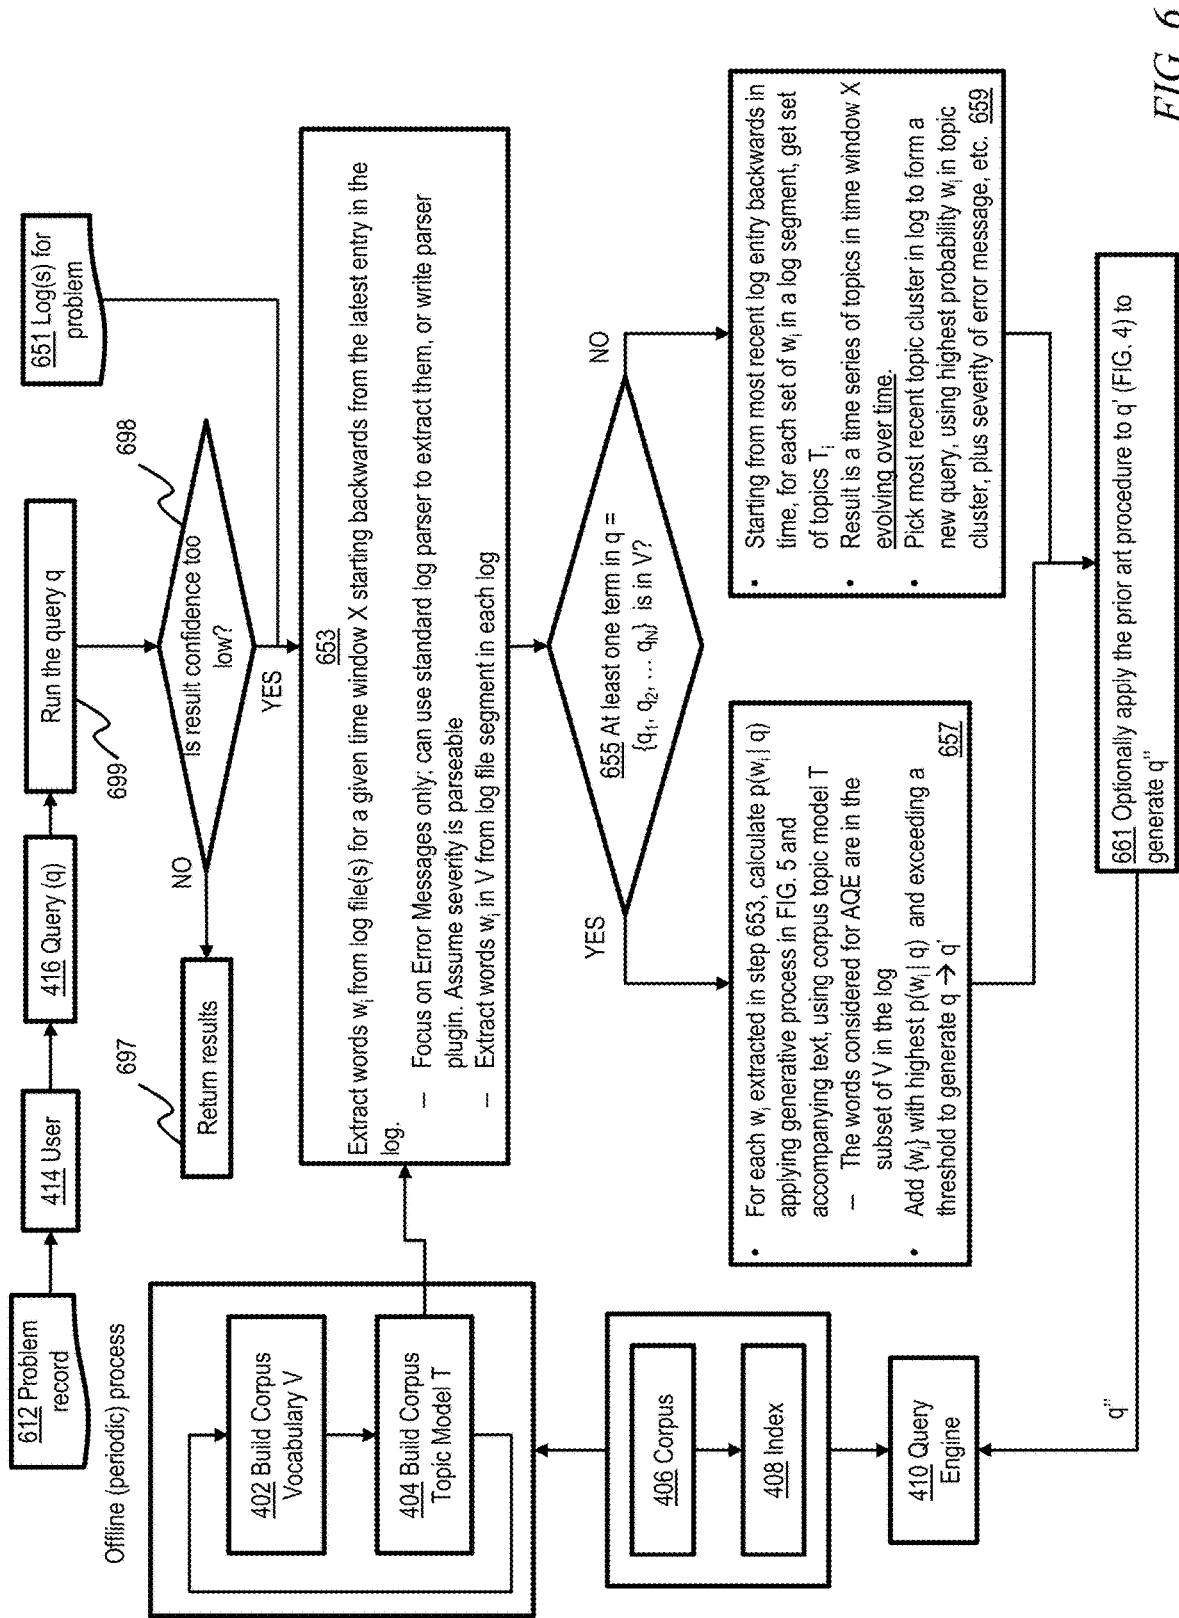 612 Problem
record
414 User
416 Query (q)
Run the query q
699
Is result confidence too
low?
698
NO
YES
Return results
697
651 Log(s) for
problem
Offline (periodic) process
402 Build Corpus
Vocabulary V
404 Build Corpus
Topic Model T
406 Corpus
408 Index
410 Query
Engine
653
Extract words wᵢ from log file(s) for a given time window X starting backwards from the latest entry in the
log.
– Focus on Error Messages only; can use standard log parser to extract them, or write parser
plugin. Assume severity is parseable
– Extract words wᵢ in V from log file segment in each log
655 At least one term in q =
{q₁, q₂, ... qN} is in V?
YES
NO
• For each wᵢ extracted in step 653, calculate p(wᵢ | q)
applying generative process in FIG. 5 and
accompanying text, using corpus topic model T
– The words considered for AQE are in the
subset of V in the log
• Add {wᵢ} with highest p(wᵢ | q) and exceeding a
threshold to generate q → q'
657
• Starting from most recent log entry backwards in
time, for each set of wᵢ in a log segment, get set
of topics Tᵢ
• Result is a time series of topics in time window X
evolving over time.
• Pick most recent topic cluster in log to form a
new query, using highest probability wᵢ in topic
cluster, plus severity of error message, etc. 659
661 Optionally apply the prior art procedure to q' (FIG. 4) to
generate q''
q''
FIG. 6